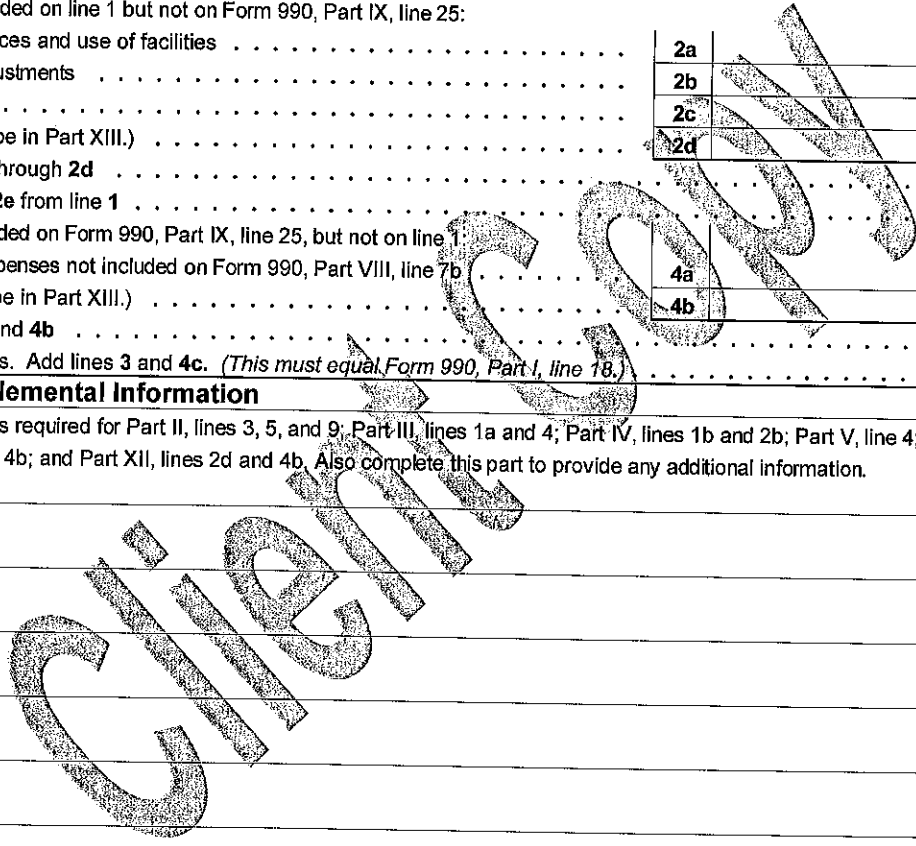 ded on line 1 but not on Form 990, Part IX, line 25:
ces and use of facilities . . . . . . . . . . . . . . . . . . . . . . 2a
ustments . . . . . . . . . . . . . . . . . . . . . . . . . . . . . 2b
. . . . . . . . . . . . . . . . . . . . . . . . . . . . . . . . . 2c
be in Part XIII.) . . . . . . . . . . . . . . . . . . . . . . . . . . 2d
hrough 2d . . . . . . . . . . . . . . . . . . . . . . . . . . . . . . . . . . . . .
2e from line 1 . . . . . . . . . . . . . . . . . . . . . . . . . . . . . . . . . . . .
ded on Form 990, Part IX, line 25, but not on line 1:
penses not included on Form 990, Part VIII, line 7b . . . . . . . . . 4a
be in Part XIII.) . . . . . . . . . . . . . . . . . . . . . . . . . . 4b
nd 4b . . . . . . . . . . . . . . . . . . . . . . . . . . . . . . . . . . . . . . .
s. Add lines 3 and 4c. (This must equal Form 990, Part I, line 18.) . . . . . . . . . . . . . .
lemental Information
s required for Part II, lines 3, 5, and 9; Part III, lines 1a and 4; Part IV, lines 1b and 2b; Part V, line 4;
4b; and Part XII, lines 2d and 4b. Also complete this part to provide any additional information.
Client Copy